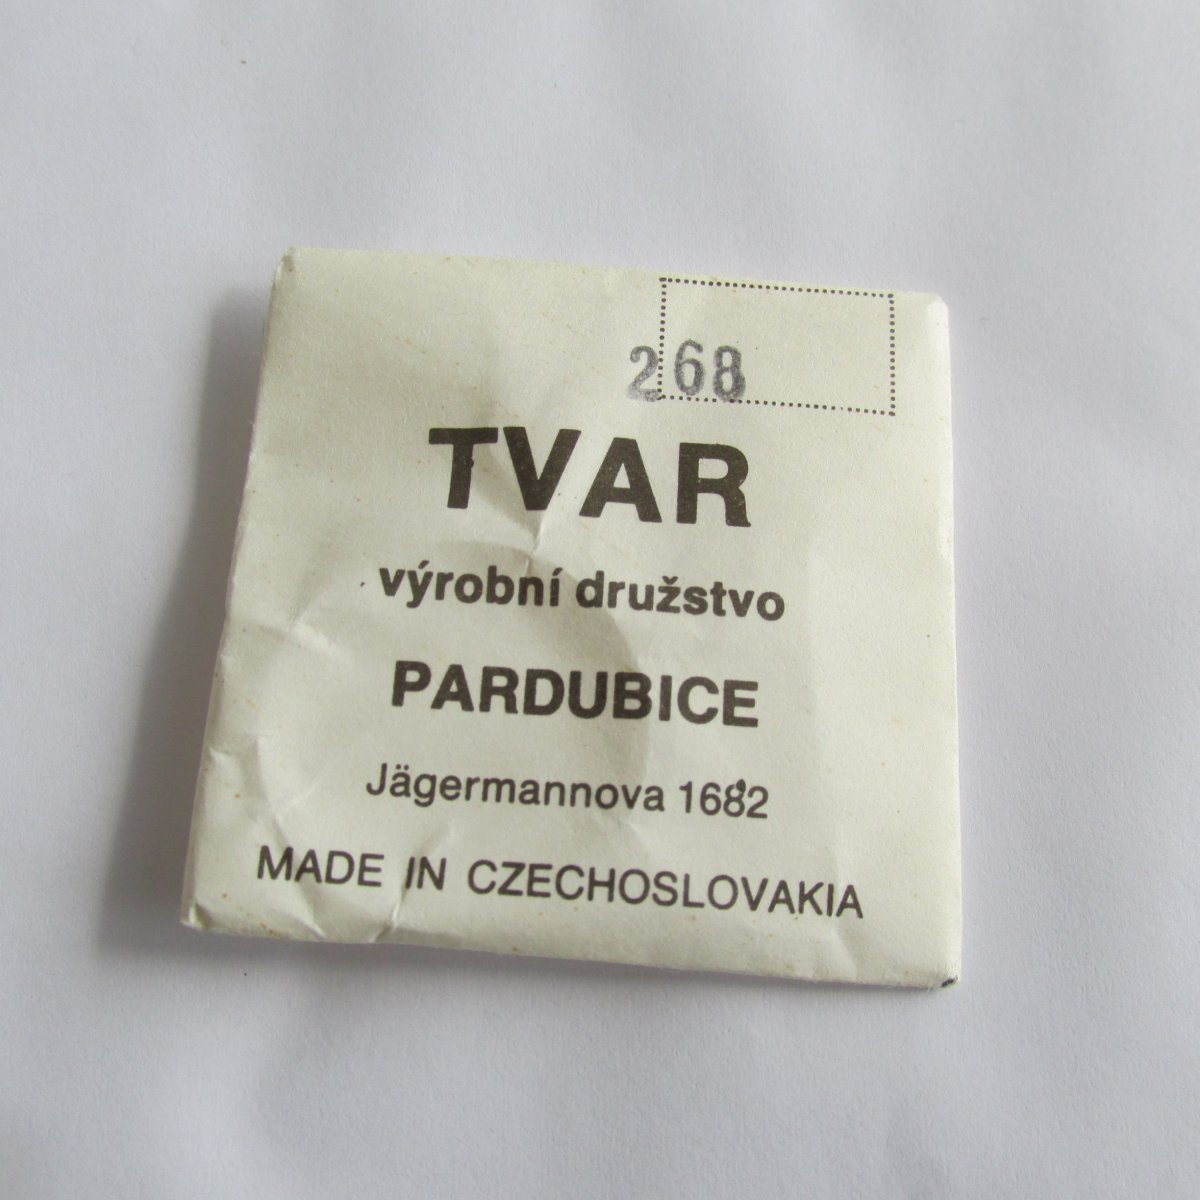 268
TVAR
výrobní družstvo
PARDUBICE
Jägermannova 1682
MADE IN CZECHOSLOVAKIA